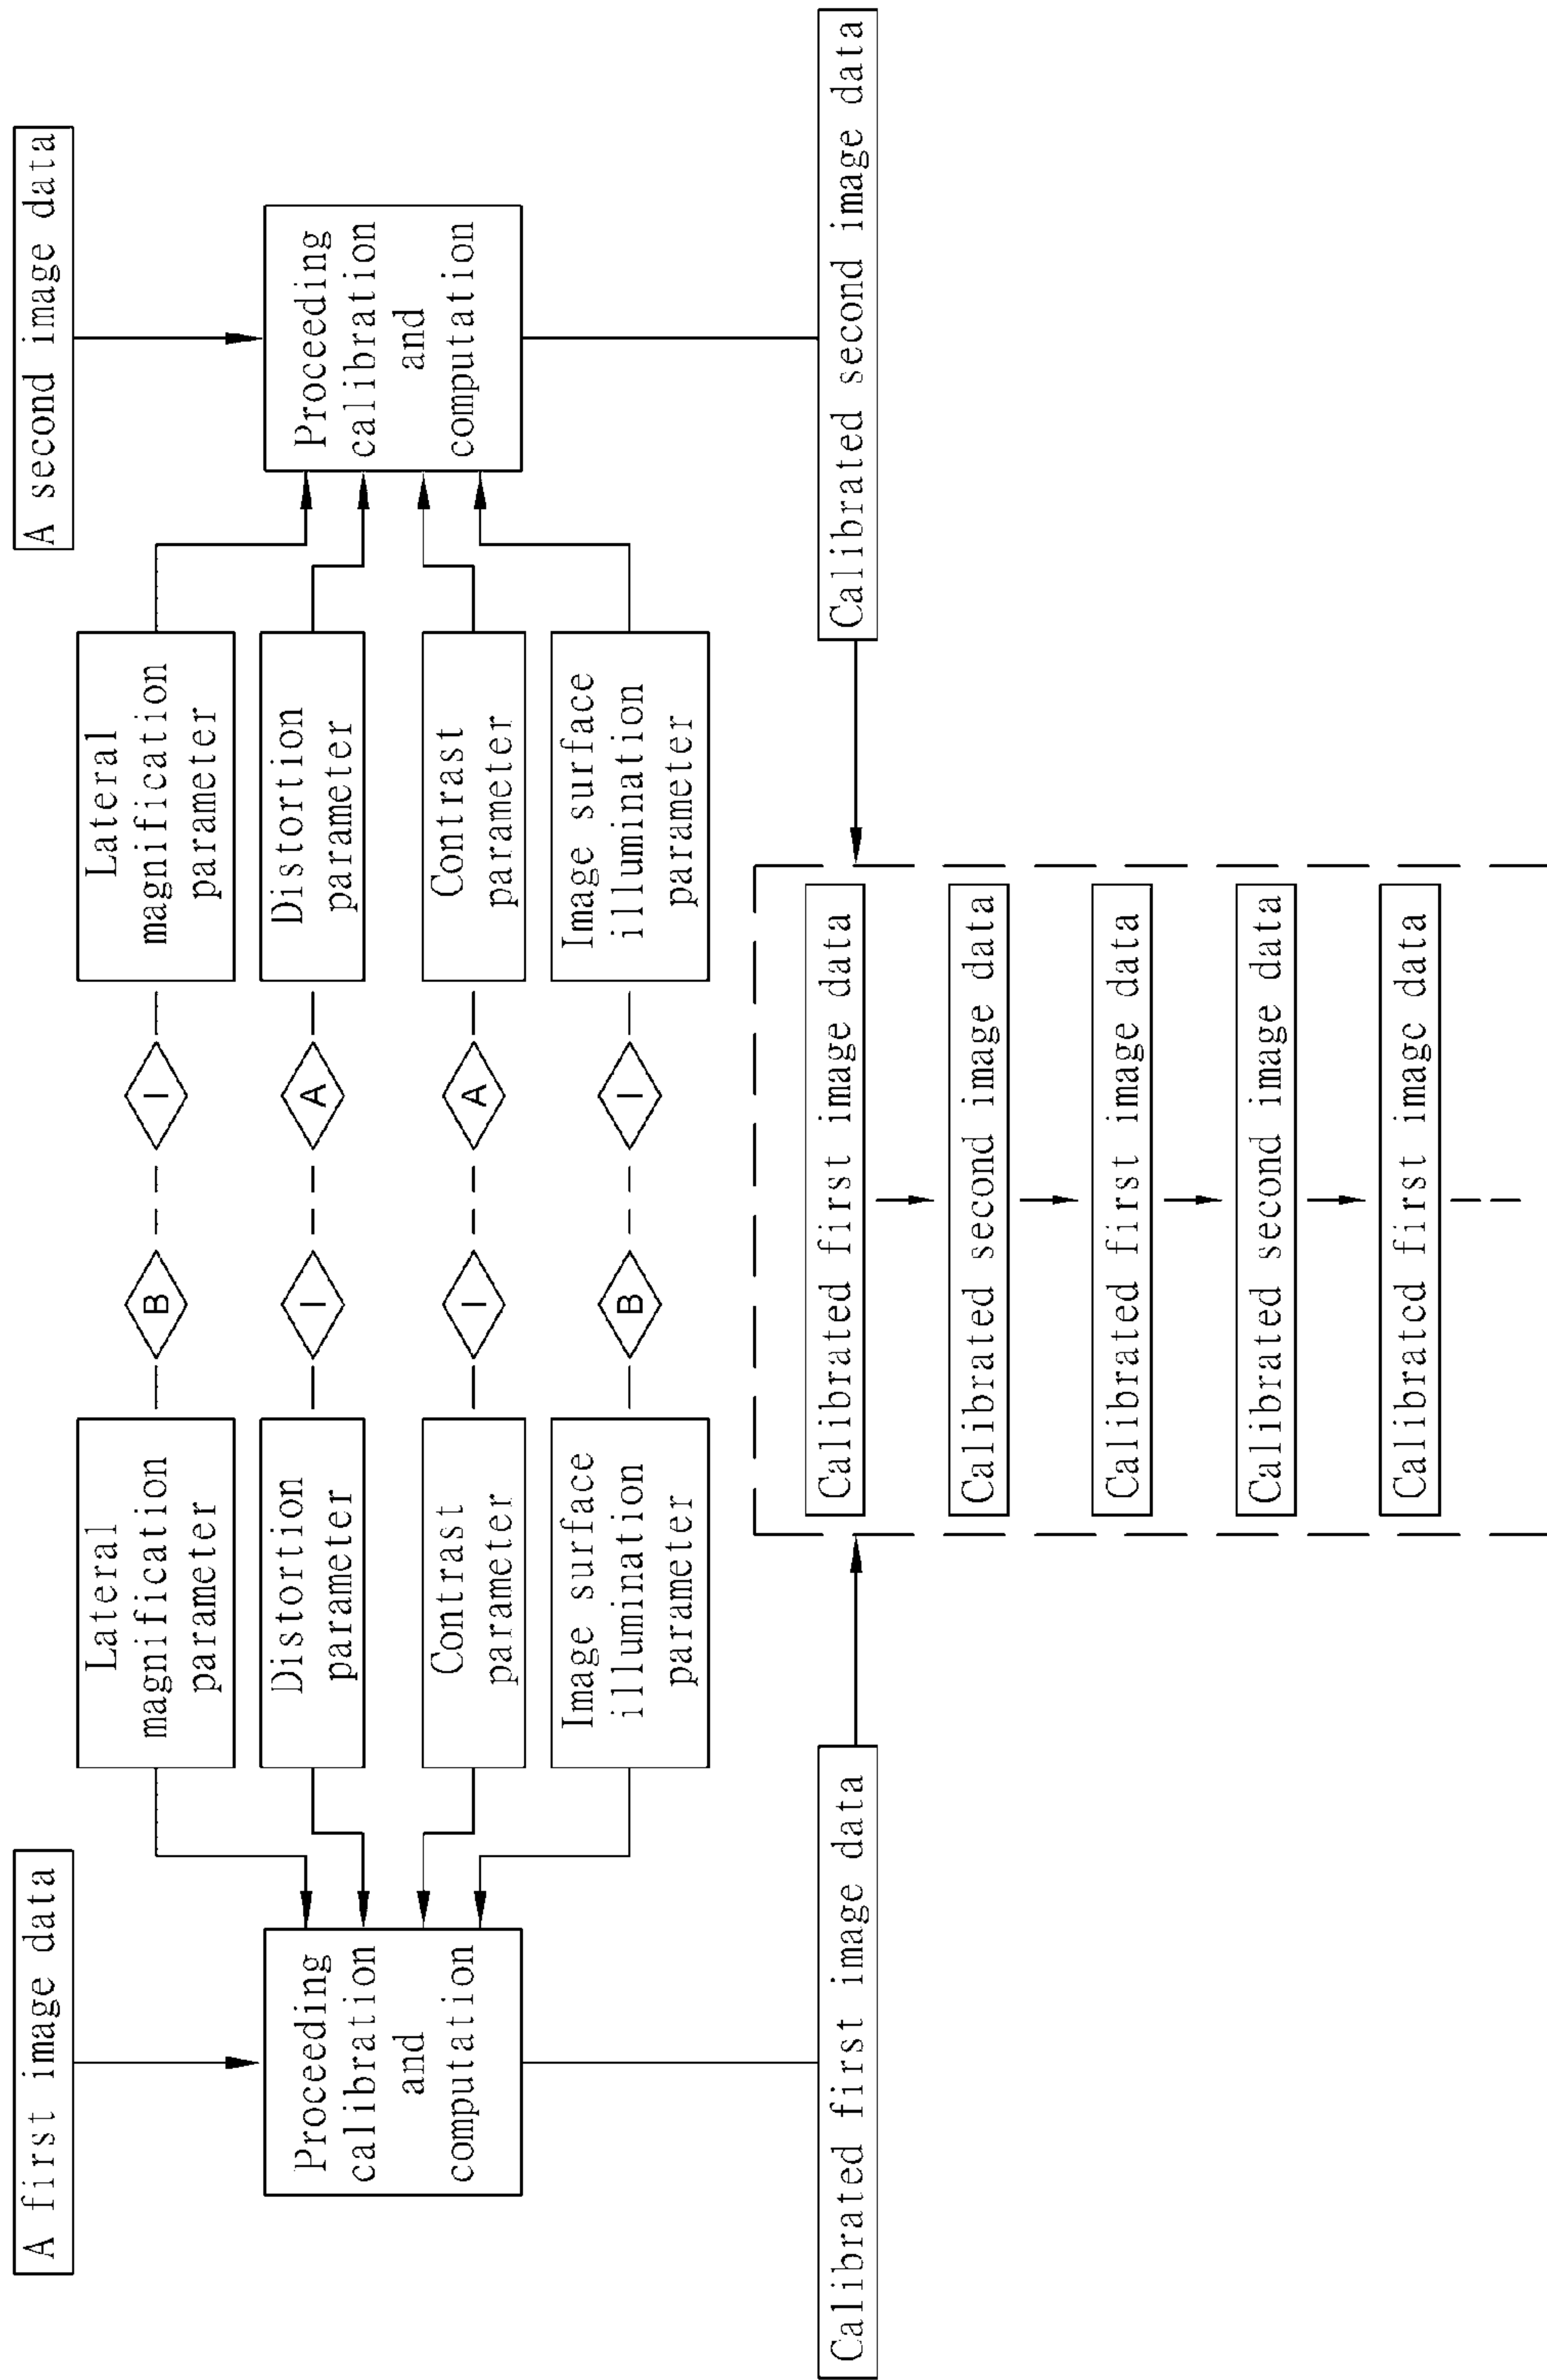 A first image data
A second image data
Lateral
magnification
parameter
B
I
Lateral
magnification
parameter
Proceeding
calibration
and
computation
Distortion
parameter
I
A
Distortion
parameter
Proceeding
calibration
and
computation
Contrast
parameter
I
A
Contrast
parameter
Image surface
illumination
parameter
B
I
Image surface
illumination
parameter
Calibrated first image data
Calibrated second image data
Calibrated first image data
Calibrated second image data
Calibrated first image data
Calibrated second image data
Calibrated first image data